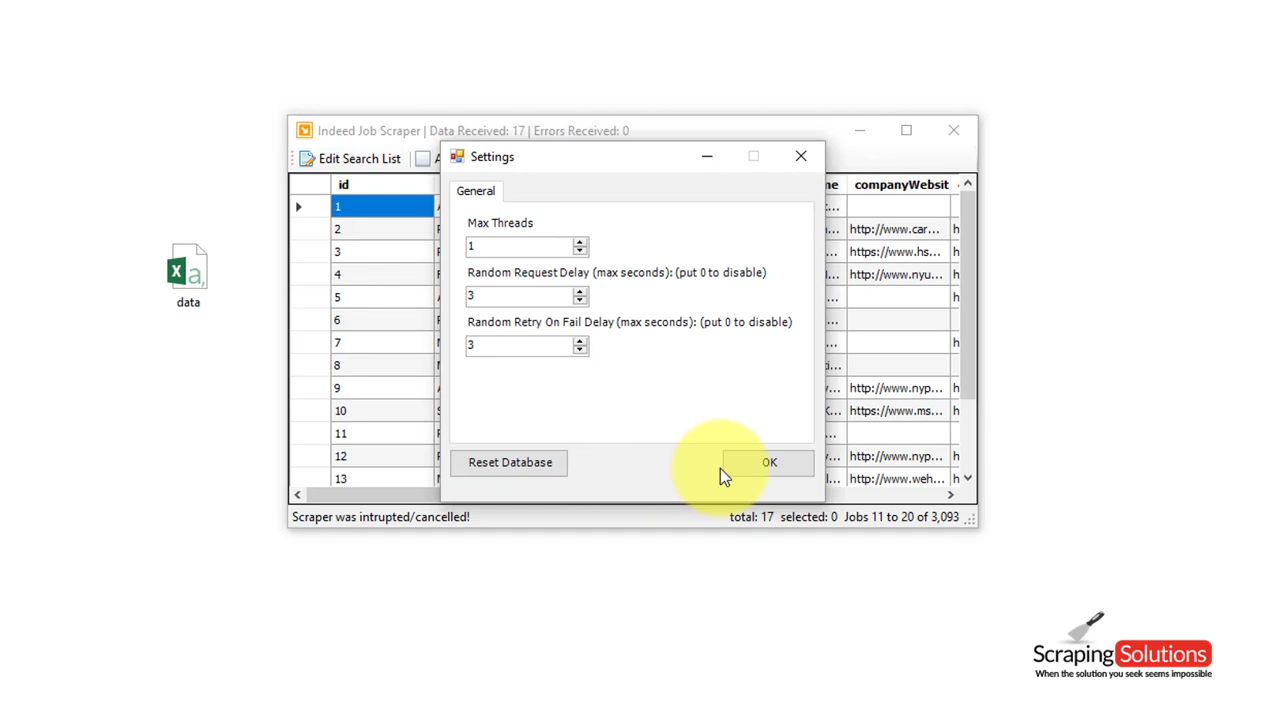 Indeed Job Scraper | Data Received: 17 | Errors Received: 0
Edit Search List
Settings
General
Max Threads
1
Random Request Delay (max seconds): (put 0 to disable)
3
Random Retry On Fail Delay (max seconds): (put 0 to disable)
3
Reset Database
OK
id
me companyWebsit
1
2 http://www.car...
3 https://www.hs...
4 http://www.nyu...
5
6
7
8
9 http://www.nyp...
10 https://www.ms...
11
12 http://www.nyp...
13 http://www.weh...
Scraper was intrupted/cancelled!
total: 17 selected: 0 Jobs 11 to 20 of 3,093
data
Scraping Solutions
When the solution you seek seems impossible